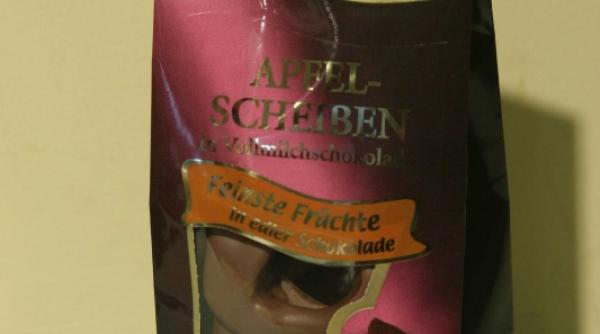 APFEL-
SCHEIBEN
in Vollmilchschokolade
Feinste Früchte
in edler Schokolade